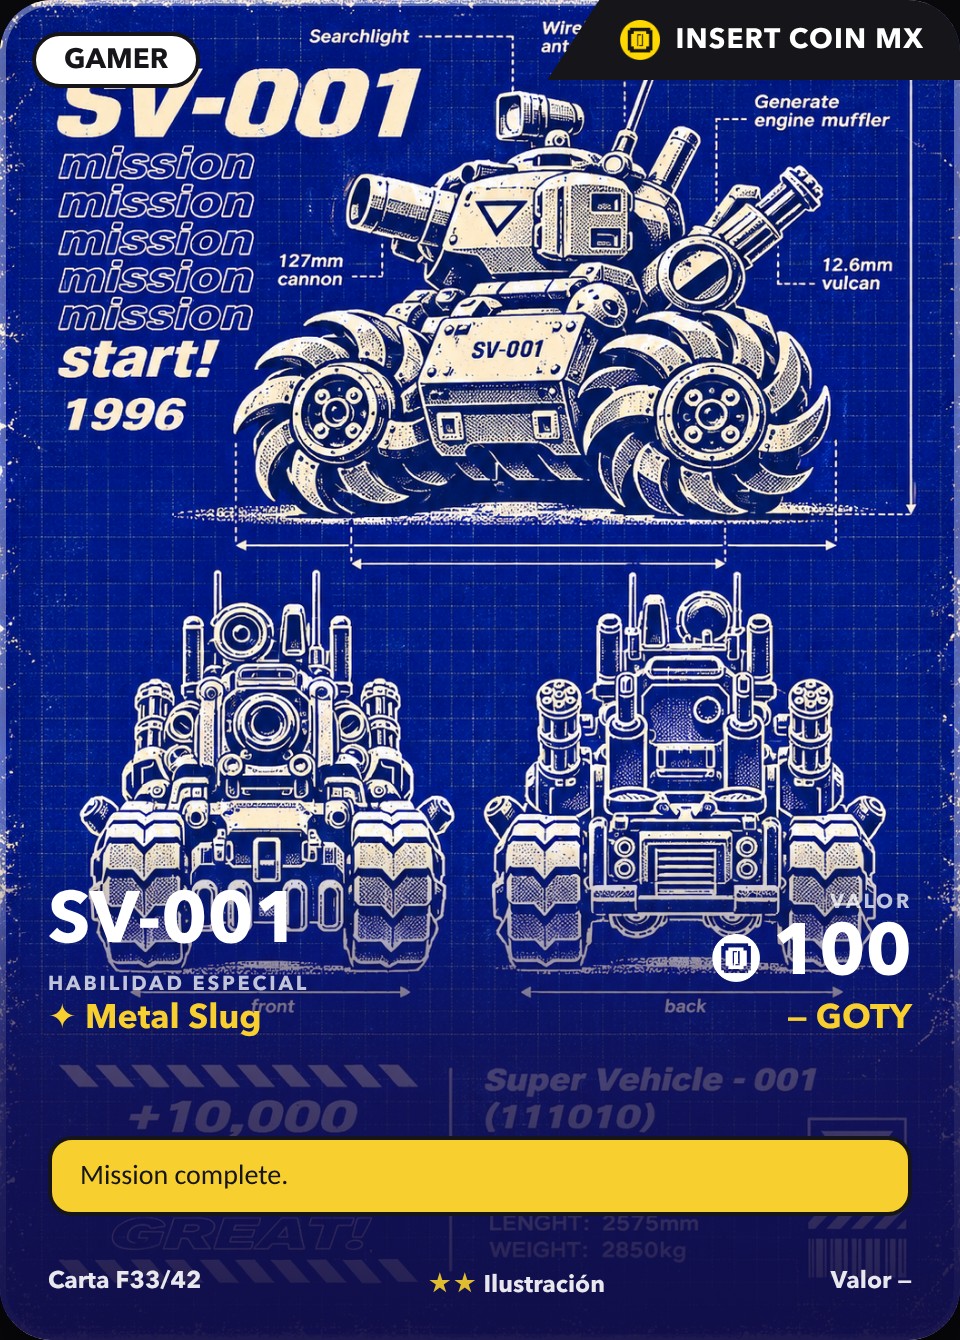 GAMER
INSERT COIN MX
Searchlight
ant
Generate
engine muffler
SV-001
mission
mission
mission
mission
mission
start!
1996
127mm
cannon
12.6mm
vulcan
SV-001
SV-001
VALOR
100
HABILIDAD ESPECIAL
front
back
✦ Metal Slug
– GOTY
+10,000
Super Vehicle - 001
(111010)
Mission complete.
GREAT!
LENGHT: 2575mm
WEIGHT: 2850kg
Carta F33/42
★★ Ilustración
Valor –